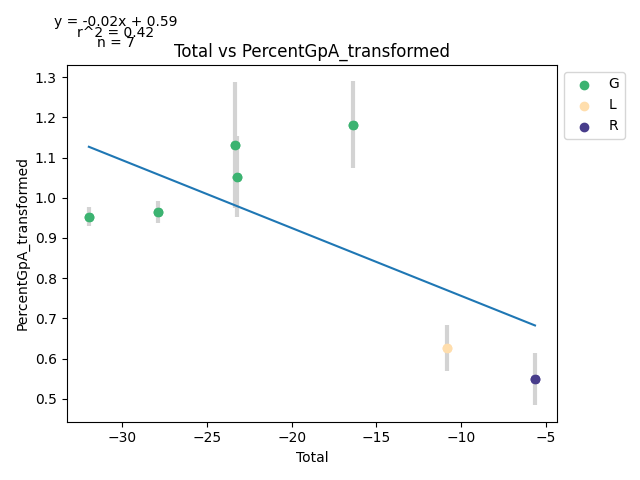 y = -0.02x + 0.59
r^2 = 0.42
n = 7
Total vs PercentGpA_transformed
1.3
1.2
1.1
1.0
0.9
0.8
0.7
0.6
0.5
PercentGpA_transformed
−30
−25
−20
−15
−10
−5
Total
G
L
R